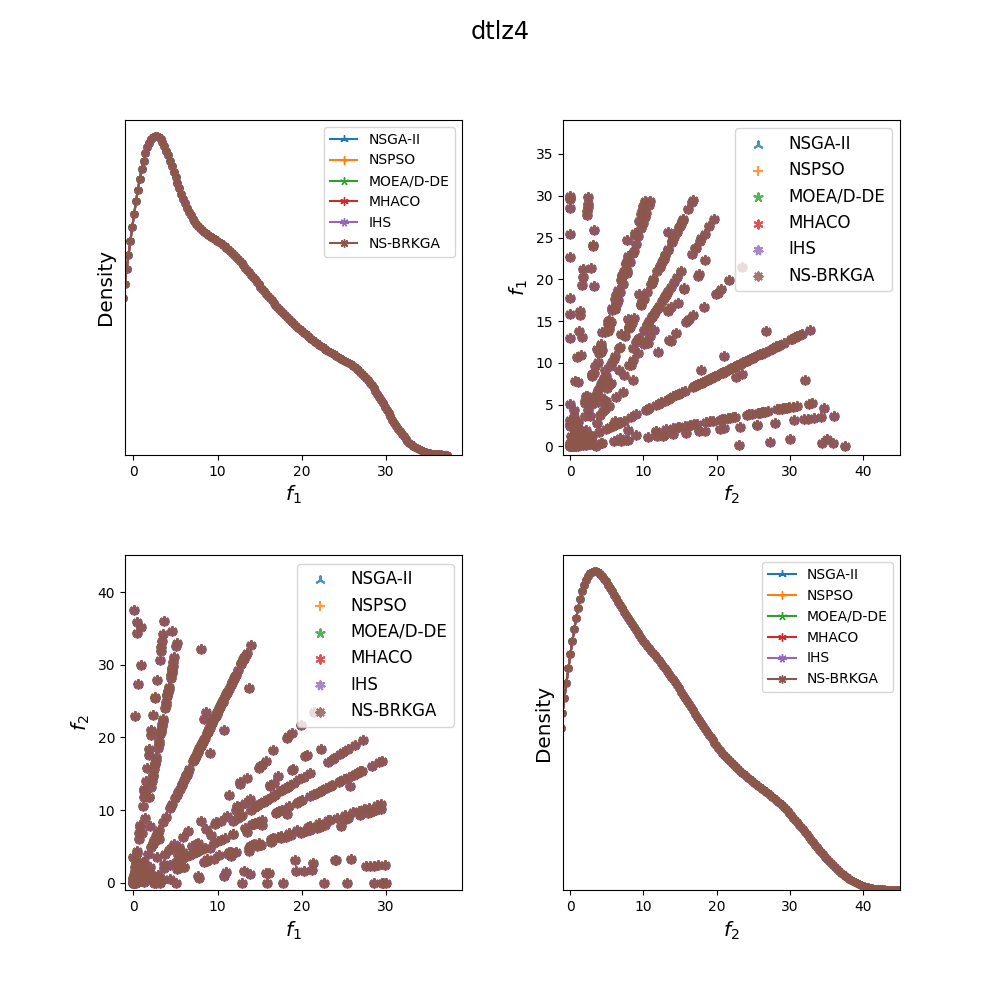 dtlz4
Density
NSGA-II
NSPSO
MOEA/D-DE
MHACO
IHS
NS-BRKGA
0 10 20 30
f1
f1
35
30
25
20
15
10
5
0
NSGA-II
NSPSO
MOEA/D-DE
MHACO
IHS
NS-BRKGA
0 10 20 30 40
f2
f2
40
30
20
10
0
NSGA-II
NSPSO
MOEA/D-DE
MHACO
IHS
NS-BRKGA
0 10 20 30
f1
Density
NSGA-II
NSPSO
MOEA/D-DE
MHACO
IHS
NS-BRKGA
0 10 20 30 40
f2